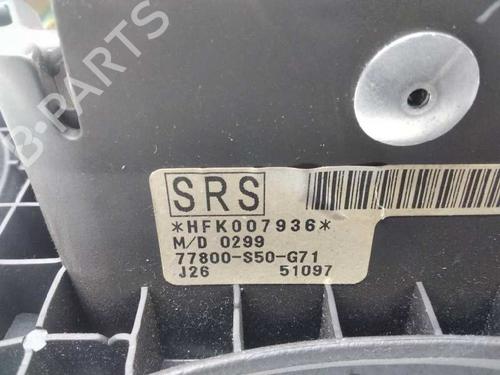 B-PARTS
SRS
*HFK007936*
M/D 0299
77800-S50-G71
J26 51097